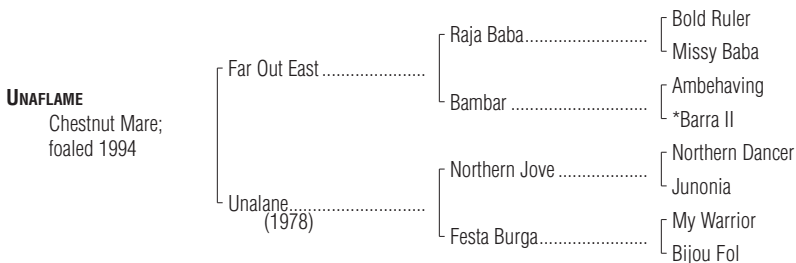 Bold Ruler
Raja Baba
Missy Baba
Far Out East
Ambehaving
Bambar
*Barra II
UNAFLAME
Chestnut Mare;
foaled 1994
Northern Dancer
Northern Jove
Junonia
Unalane
(1978)
My Warrior
Festa Burga
Bijou Fol